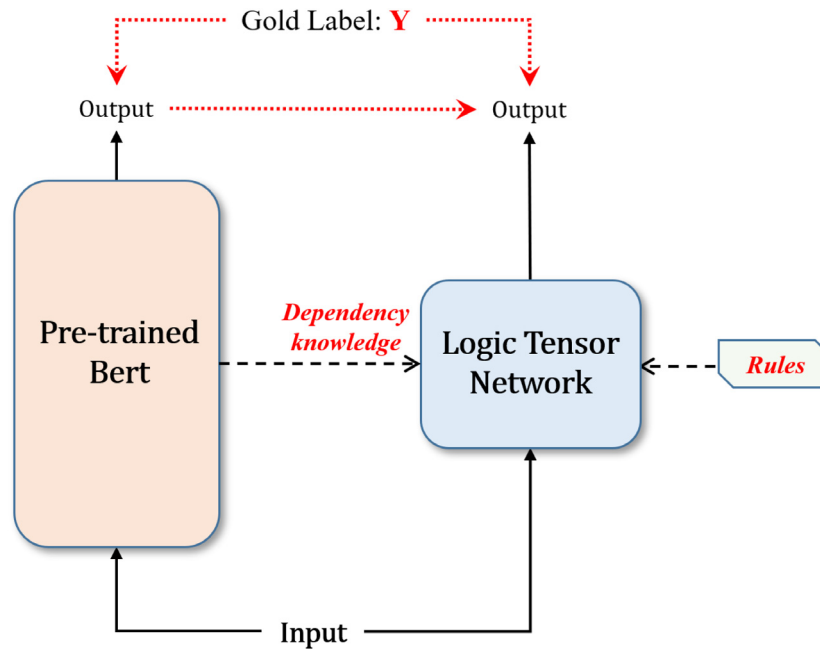 Gold Label: Y
Output
Output
Pre-trained
Bert
Dependency
knowledge
Logic Tensor
Network
Rules
Input